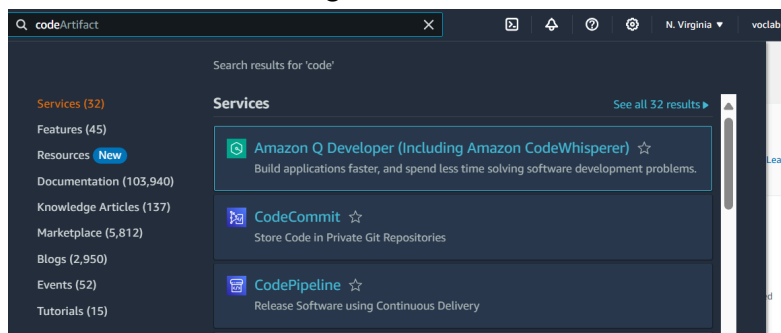 codeArtifact
N. Virginia
voclab
Search results for 'code'
Services (32)
Features (45)
Resources New
Documentation (103,940)
Knowledge Articles (137)
Marketplace (5,812)
Blogs (2,950)
Events (52)
Tutorials (15)
Services
See all 32 results
Amazon Q Developer (Including Amazon CodeWhisperer)
Build applications faster, and spend less time solving software development problems.
CodeCommit
Store Code in Private Git Repositories
CodePipeline
Release Software using Continuous Delivery
Lea